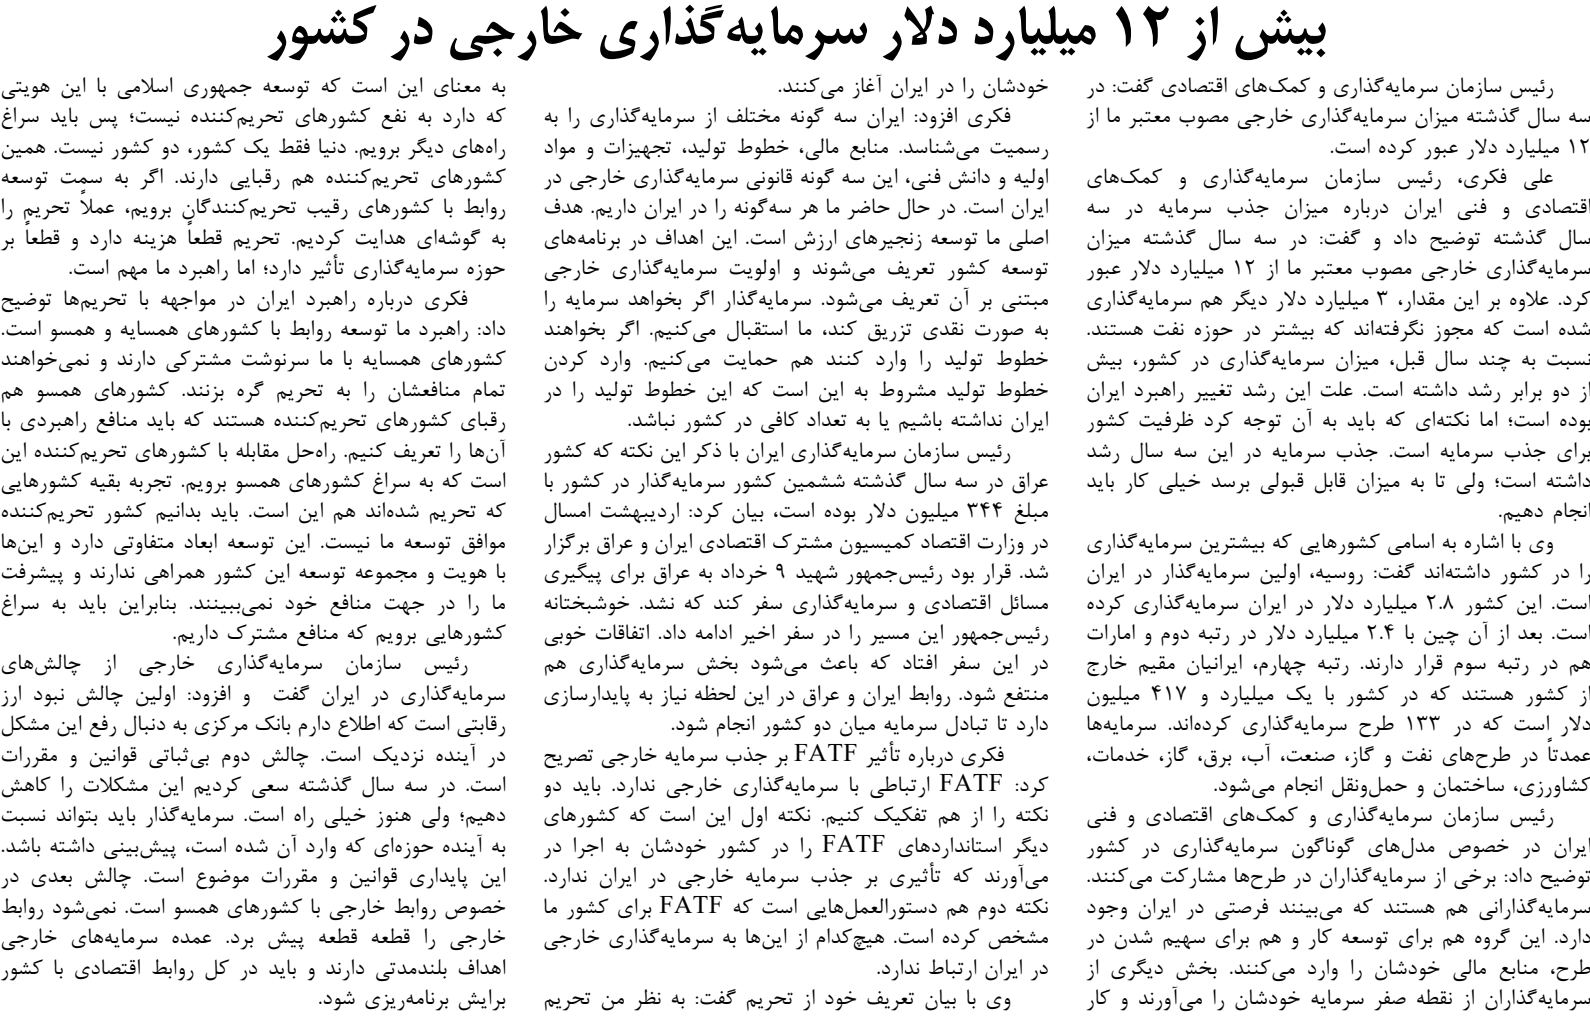 بیش از ۱۲ میلیارد دلار سرمایه‌گذاری خارجی در کشور
رئیس سازمان سرمایه‌گذاری و کمک‌های اقتصادی گفت: در
سه سال گذشته میزان سرمایه‌گذاری خارجی مصوب معتبر ما از
۱۲ میلیارد دلار عبور کرده است.
علی فکری، رئیس سازمان سرمایه‌گذاری و کمک‌های
اقتصادی و فنی ایران درباره میزان جذب سرمایه در سه
سال گذشته توضیح داد و گفت: در سه سال گذشته میزان
سرمایه‌گذاری خارجی مصوب معتبر ما از ۱۲ میلیارد دلار عبور
کرد. علاوه بر این مقدار، ۳ میلیارد دلار دیگر هم سرمایه‌گذاری
شده است که مجوز نگرفته‌اند که بیشتر در حوزه نفت هستند.
نسبت به چند سال قبل، میزان سرمایه‌گذاری در کشور، بیش
از دو برابر رشد داشته است. علت این رشد تغییر راهبرد ایران
بوده است؛ اما نکته‌ای که باید به آن توجه کرد ظرفیت کشور
برای جذب سرمایه است. جذب سرمایه در این سه سال رشد
داشته است؛ ولی تا به میزان قابل قبولی برسد خیلی کار باید
انجام دهیم.
وی با اشاره به اسامی کشورهایی که بیشترین سرمایه‌گذاری
را در کشور داشته‌اند گفت: روسیه، اولین سرمایه‌گذار در ایران
است. این کشور ۲.۸ میلیارد دلار در ایران سرمایه‌گذاری کرده
است. بعد از آن چین با ۲.۴ میلیارد دلار در رتبه دوم و امارات
هم در رتبه سوم قرار دارند. رتبه چهارم، ایرانیان مقیم خارج
از کشور هستند که در کشور با یک میلیارد و ۴۱۷ میلیون
دلار است که در ۱۳۳ طرح سرمایه‌گذاری کرده‌اند. سرمایه‌ها
عمدتاً در طرح‌های نفت و گاز، صنعت، آب، برق، گاز، خدمات،
کشاورزی، ساختمان و حمل‌ونقل انجام می‌شود.
رئیس سازمان سرمایه‌گذاری و کمک‌های اقتصادی و فنی
ایران در خصوص مدل‌های گوناگون سرمایه‌گذاری در کشور
توضیح داد: برخی از سرمایه‌گذاران در طرح‌ها مشارکت می‌کنند.
سرمایه‌گذارانی هم هستند که می‌بینند فرصتی در ایران وجود
دارد. این گروه هم برای توسعه کار و هم برای سهیم شدن در
طرح، منابع مالی خودشان را وارد می‌کنند. بخش دیگری از
سرمایه‌گذاران از نقطه صفر سرمایه خودشان را می‌آورند و کار
خودشان را در ایران آغاز می‌کنند.
فکری افزود: ایران سه گونه مختلف از سرمایه‌گذاری را به
رسمیت می‌شناسد. منابع مالی، خطوط تولید، تجهیزات و مواد
اولیه و دانش فنی، این سه گونه قانونی سرمایه‌گذاری خارجی در
ایران است. در حال حاضر ما هر سه‌گونه را در ایران داریم. هدف
اصلی ما توسعه زنجیرهای ارزش است. این اهداف در برنامه‌های
توسعه کشور تعریف می‌شوند و اولویت سرمایه‌گذاری خارجی
مبتنی بر آن تعریف می‌شود. سرمایه‌گذار اگر بخواهد سرمایه را
به صورت نقدی تزریق کند، ما استقبال می‌کنیم. اگر بخواهند
خطوط تولید را وارد کنند هم حمایت می‌کنیم. وارد کردن
خطوط تولید مشروط به این است که این خطوط تولید را در
ایران نداشته باشیم یا به تعداد کافی در کشور نباشد.
رئیس سازمان سرمایه‌گذاری ایران با ذکر این نکته که کشور
عراق در سه سال گذشته ششمین کشور سرمایه‌گذار در کشور با
مبلغ ۳۴۴ میلیون دلار بوده است، بیان کرد: اردیبهشت امسال
در وزارت اقتصاد کمیسیون مشترک اقتصادی ایران و عراق برگزار
شد. قرار بود رئیس‌جمهور شهید ۹ خرداد به عراق برای پیگیری
مسائل اقتصادی و سرمایه‌گذاری سفر کند که نشد. خوشبختانه
رئیس‌جمهور این مسیر را در سفر اخیر ادامه داد. اتفاقات خوبی
در این سفر افتاد که باعث می‌شود بخش سرمایه‌گذاری هم
منتفع شود. روابط ایران و عراق در این لحظه نیاز به پایدارسازی
دارد تا تبادل سرمایه میان دو کشور انجام شود.
فکری درباره تأثیر FATF بر جذب سرمایه خارجی تصریح
کرد: FATF ارتباطی با سرمایه‌گذاری خارجی ندارد. باید دو
نکته را از هم تفکیک کنیم. نکته اول این است که کشورهای
دیگر استانداردهای FATF را در کشور خودشان به اجرا در
می‌آورند که تأثیری بر جذب سرمایه خارجی در ایران ندارد.
نکته دوم هم دستورالعمل‌هایی است که FATF برای کشور ما
مشخص کرده است. هیچ‌کدام از این‌ها به سرمایه‌گذاری خارجی
در ایران ارتباط ندارد.
وی با بیان تعریف خود از تحریم گفت: به نظر من تحریم
به معنای این است که توسعه جمهوری اسلامی با این هویتی
که دارد به نفع کشورهای تحریم‌کننده نیست؛ پس باید سراغ
راه‌های دیگر برویم. دنیا فقط یک کشور، دو کشور نیست. همین
کشورهای تحریم‌کننده هم رقبایی دارند. اگر به سمت توسعه
روابط با کشورهای رقیب تحریم‌کنندگان برویم، عملاً تحریم را
به گوشه‌ای هدایت کردیم. تحریم قطعاً هزینه دارد و قطعاً بر
حوزه سرمایه‌گذاری تأثیر دارد؛ اما راهبرد ما مهم است.
فکری درباره راهبرد ایران در مواجهه با تحریم‌ها توضیح
داد: راهبرد ما توسعه روابط با کشورهای همسایه و همسو است.
کشورهای همسایه با ما سرنوشت مشترکی دارند و نمی‌خواهند
تمام منافعشان را به تحریم گره بزنند. کشورهای همسو هم
رقبای کشورهای تحریم‌کننده هستند که باید منافع راهبردی با
آن‌ها را تعریف کنیم. راه‌حل مقابله با کشورهای تحریم‌کننده این
است که به سراغ کشورهای همسو برویم. تجربه بقیه کشورهایی
که تحریم شده‌اند هم این است. باید بدانیم کشور تحریم‌کننده
موافق توسعه ما نیست. این توسعه ابعاد متفاوتی دارد و این‌ها
با هویت و مجموعه توسعه این کشور همراهی ندارند و پیشرفت
ما را در جهت منافع خود نمی‌بینند. بنابراین باید به سراغ
کشورهایی برویم که منافع مشترک داریم.
رئیس سازمان سرمایه‌گذاری خارجی از چالش‌های
سرمایه‌گذاری در ایران گفت و افزود: اولین چالش نبود ارز
رقابتی است که اطلاع دارم بانک مرکزی به دنبال رفع این مشکل
در آینده نزدیک است. چالش دوم بی‌ثباتی قوانین و مقررات
است. در سه سال گذشته سعی کردیم این مشکلات را کاهش
دهیم؛ ولی هنوز خیلی راه است. سرمایه‌گذار باید بتواند نسبت
به آینده حوزه‌ای که وارد آن شده است، پیش‌بینی داشته باشد.
این پایداری قوانین و مقررات موضوع است. چالش بعدی در
خصوص روابط خارجی با کشورهای همسو است. نمی‌شود روابط
خارجی را قطعه قطعه پیش برد. عمده سرمایه‌های خارجی
اهداف بلندمدتی دارند و باید در کل روابط اقتصادی با کشور
برایش برنامه‌ریزی شود.